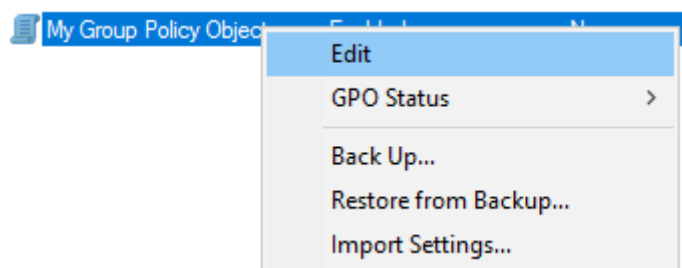 My Group Policy Object
Edit
GPO Status
Back Up...
Restore from Backup...
Import Settings...